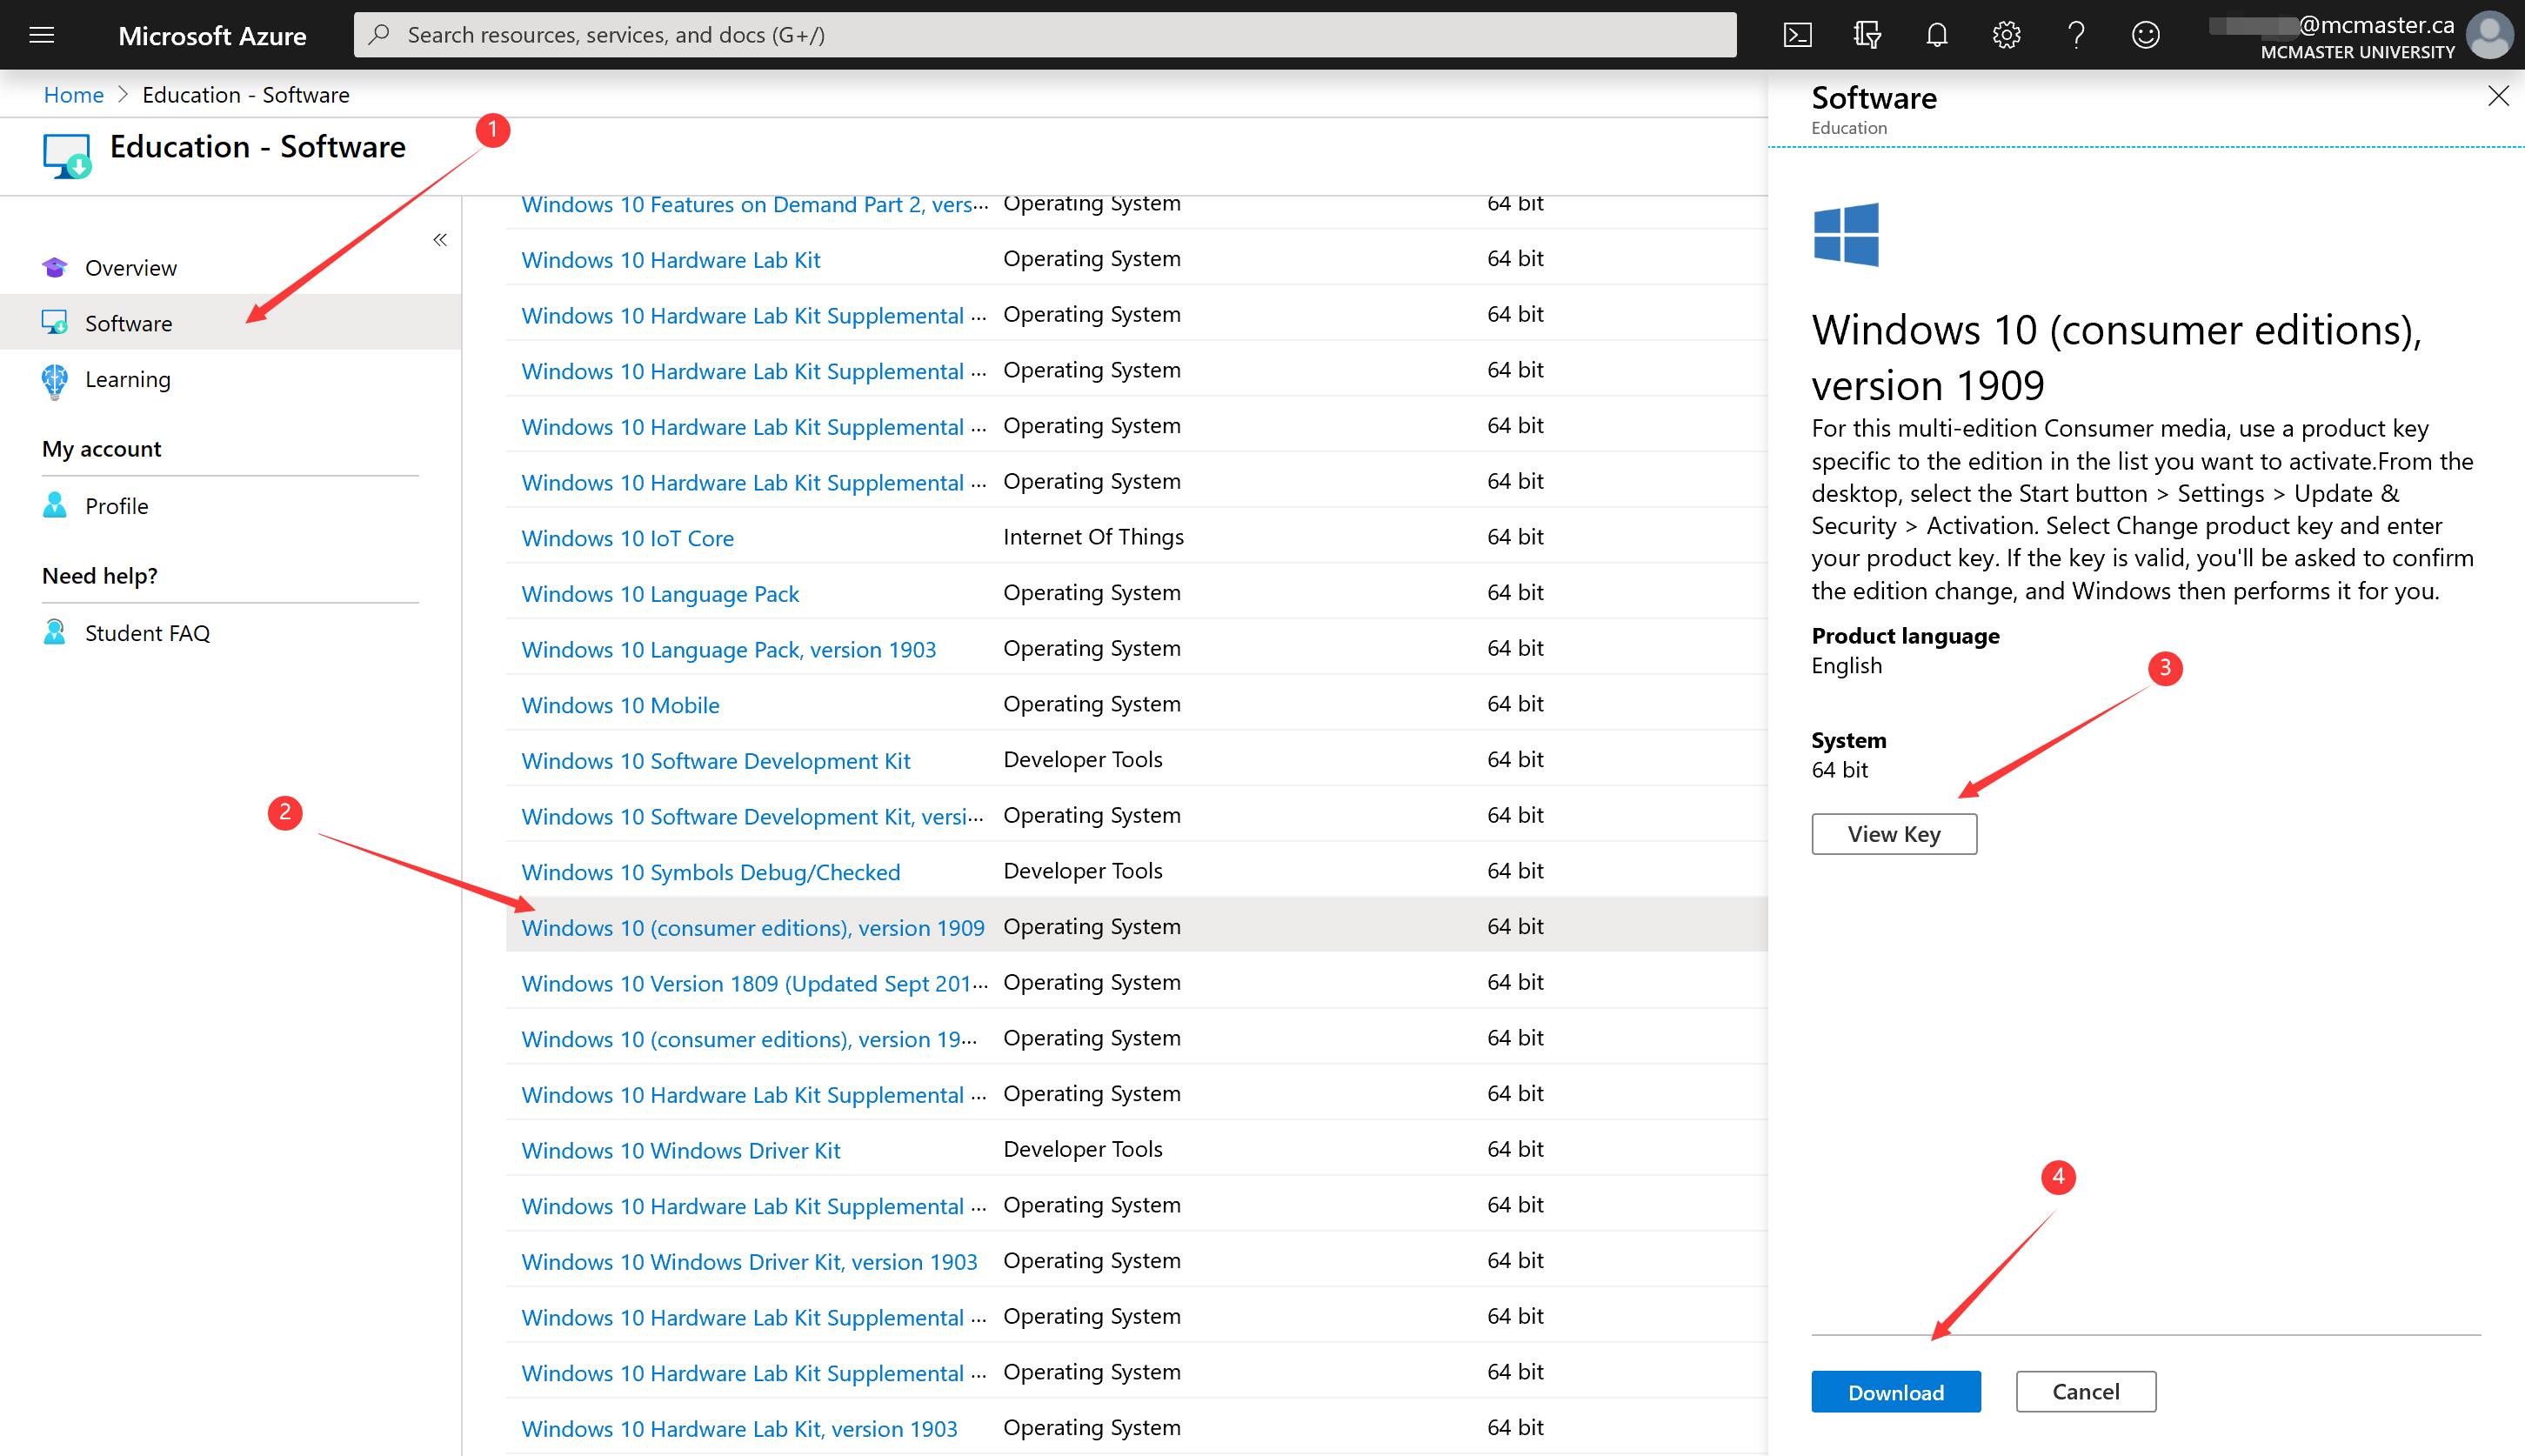 Microsoft Azure
Search resources, services, and docs (G+/)
@mcmaster.ca
MCMASTER UNIVERSITY
Home > Education - Software
Education - Software
1
Overview
Software
Learning
My account
Profile
Need help?
Student FAQ
2
Windows 10 Features on Demand Part 2, vers··· Operating System 64 bit
Windows 10 Hardware Lab Kit Operating System 64 bit
Windows 10 Hardware Lab Kit Supplemental ··· Operating System 64 bit
Windows 10 Hardware Lab Kit Supplemental ··· Operating System 64 bit
Windows 10 Hardware Lab Kit Supplemental ··· Operating System 64 bit
Windows 10 Hardware Lab Kit Supplemental ··· Operating System 64 bit
Windows 10 IoT Core Internet Of Things 64 bit
Windows 10 Language Pack Operating System 64 bit
Windows 10 Language Pack, version 1903 Operating System 64 bit
Windows 10 Mobile Operating System 64 bit
Windows 10 Software Development Kit Developer Tools 64 bit
Windows 10 Software Development Kit, versi··· Operating System 64 bit
Windows 10 Symbols Debug/Checked Developer Tools 64 bit
Windows 10 (consumer editions), version 1909 Operating System 64 bit
Windows 10 Version 1809 (Updated Sept 201··· Operating System 64 bit
Windows 10 (consumer editions), version 19··· Operating System 64 bit
Windows 10 Hardware Lab Kit Supplemental ··· Operating System 64 bit
Windows 10 Windows Driver Kit Developer Tools 64 bit
Windows 10 Hardware Lab Kit Supplemental ··· Operating System 64 bit
Windows 10 Windows Driver Kit, version 1903 Operating System 64 bit
Windows 10 Hardware Lab Kit Supplemental ··· Operating System 64 bit
Windows 10 Hardware Lab Kit Supplemental ··· Operating System 64 bit
Windows 10 Hardware Lab Kit, version 1903 Operating System 64 bit
Software
Education
Windows 10 (consumer editions),
version 1909
For this multi-edition Consumer media, use a product key
specific to the edition in the list you want to activate.From the
desktop, select the Start button > Settings > Update &
Security > Activation. Select Change product key and enter
your product key. If the key is valid, you'll be asked to confirm
the edition change, and Windows then performs it for you.
Product language
English
3
System
64 bit
View Key
4
Download Cancel